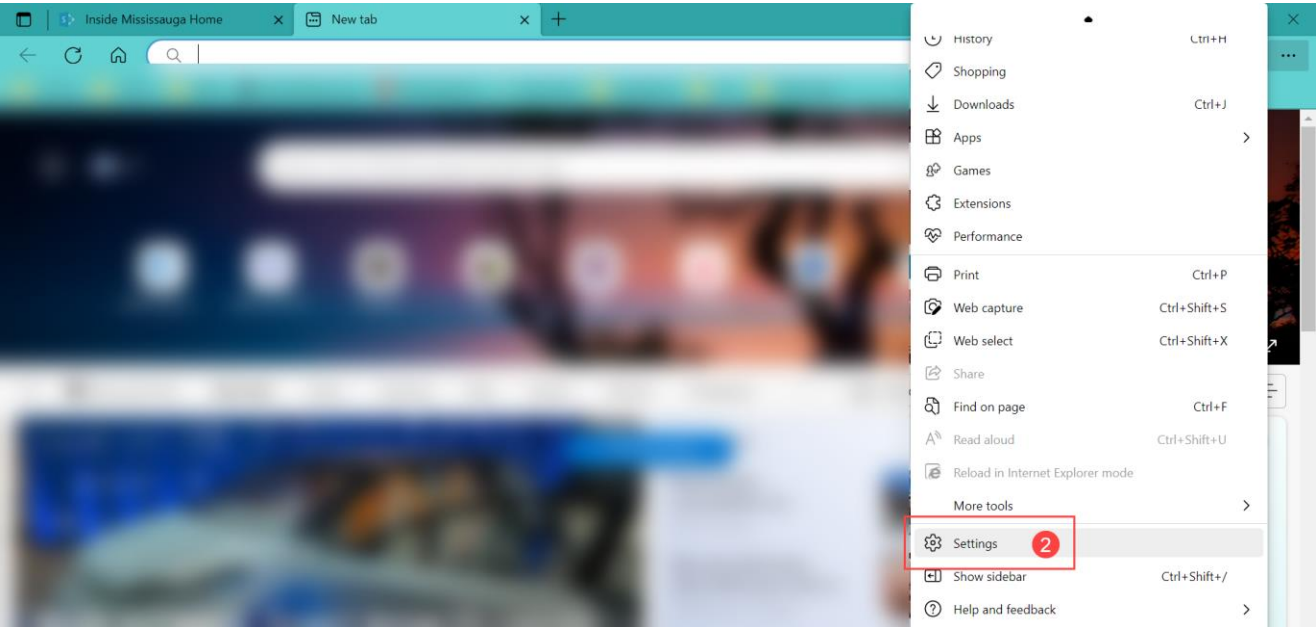 Inside Mississauga Home
New tab
History Ctrl+H
Shopping
Downloads Ctrl+J
Apps
Games
Extensions
Performance
Print Ctrl+P
Web capture Ctrl+Shift+S
Web select Ctrl+Shift+X
Share
Find on page Ctrl+F
Read aloud Ctrl+Shift+U
Reload in Internet Explorer mode
More tools
Settings 2
Show sidebar Ctrl+Shift+/
Help and feedback